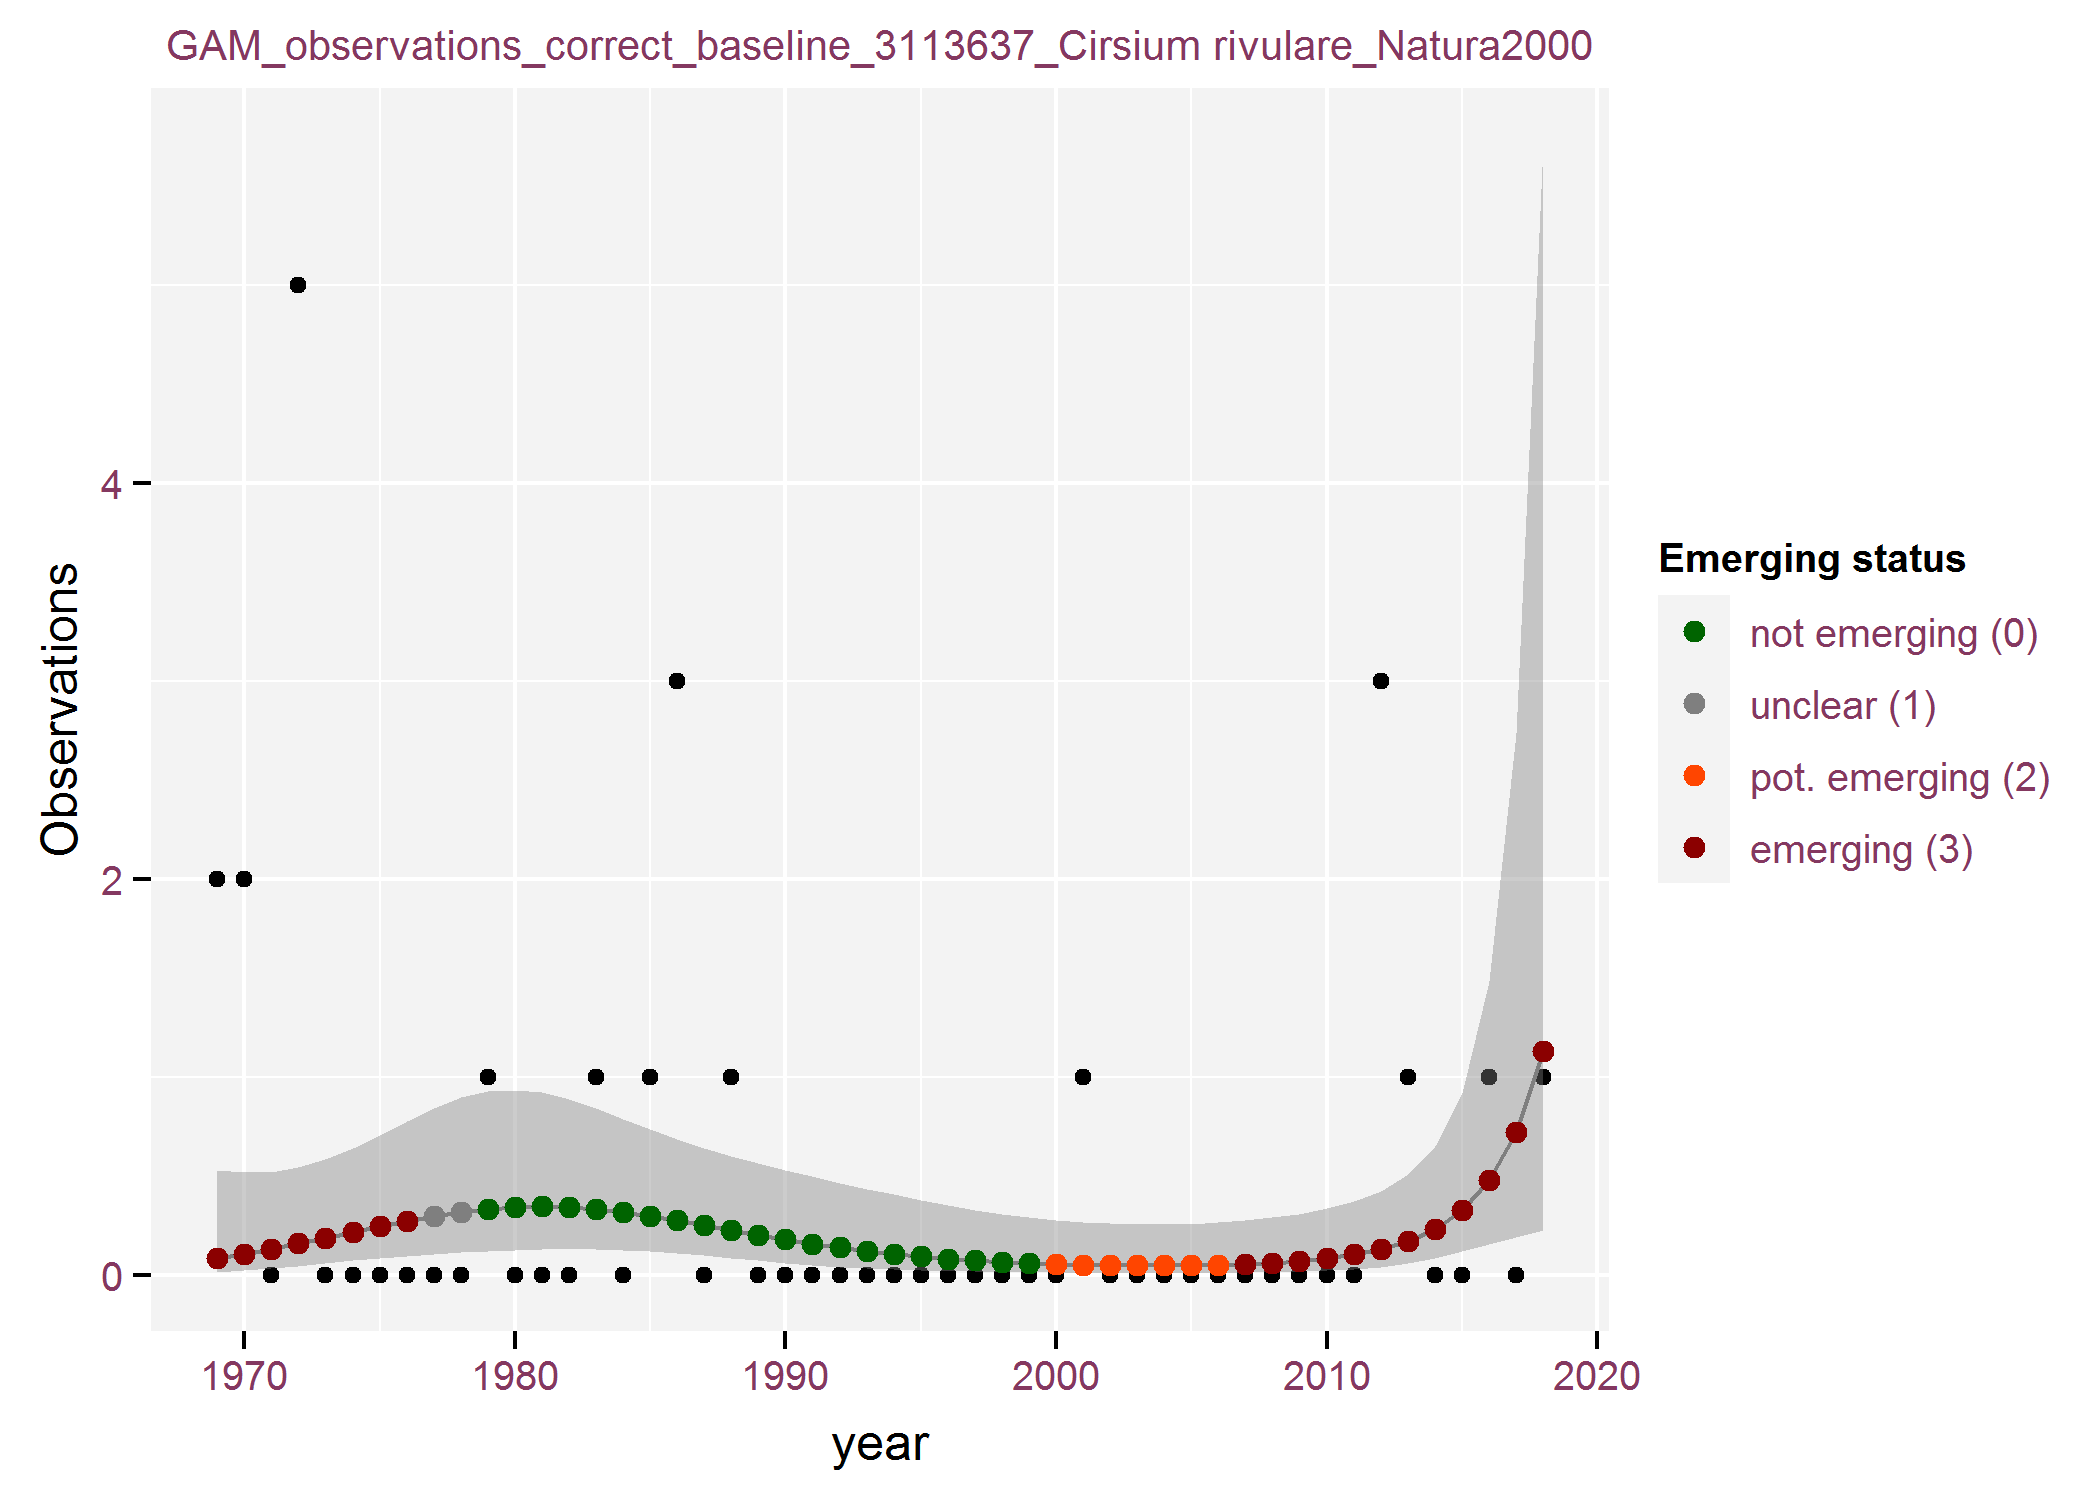 GAM_observations_correct_baseline_3113637_Cirsium rivulare_Natura2000
Observations
4
2
0
1970
1980
1990
2000
2010
2020
year
Emerging status
not emerging (0)
unclear (1)
pot. emerging (2)
emerging (3)